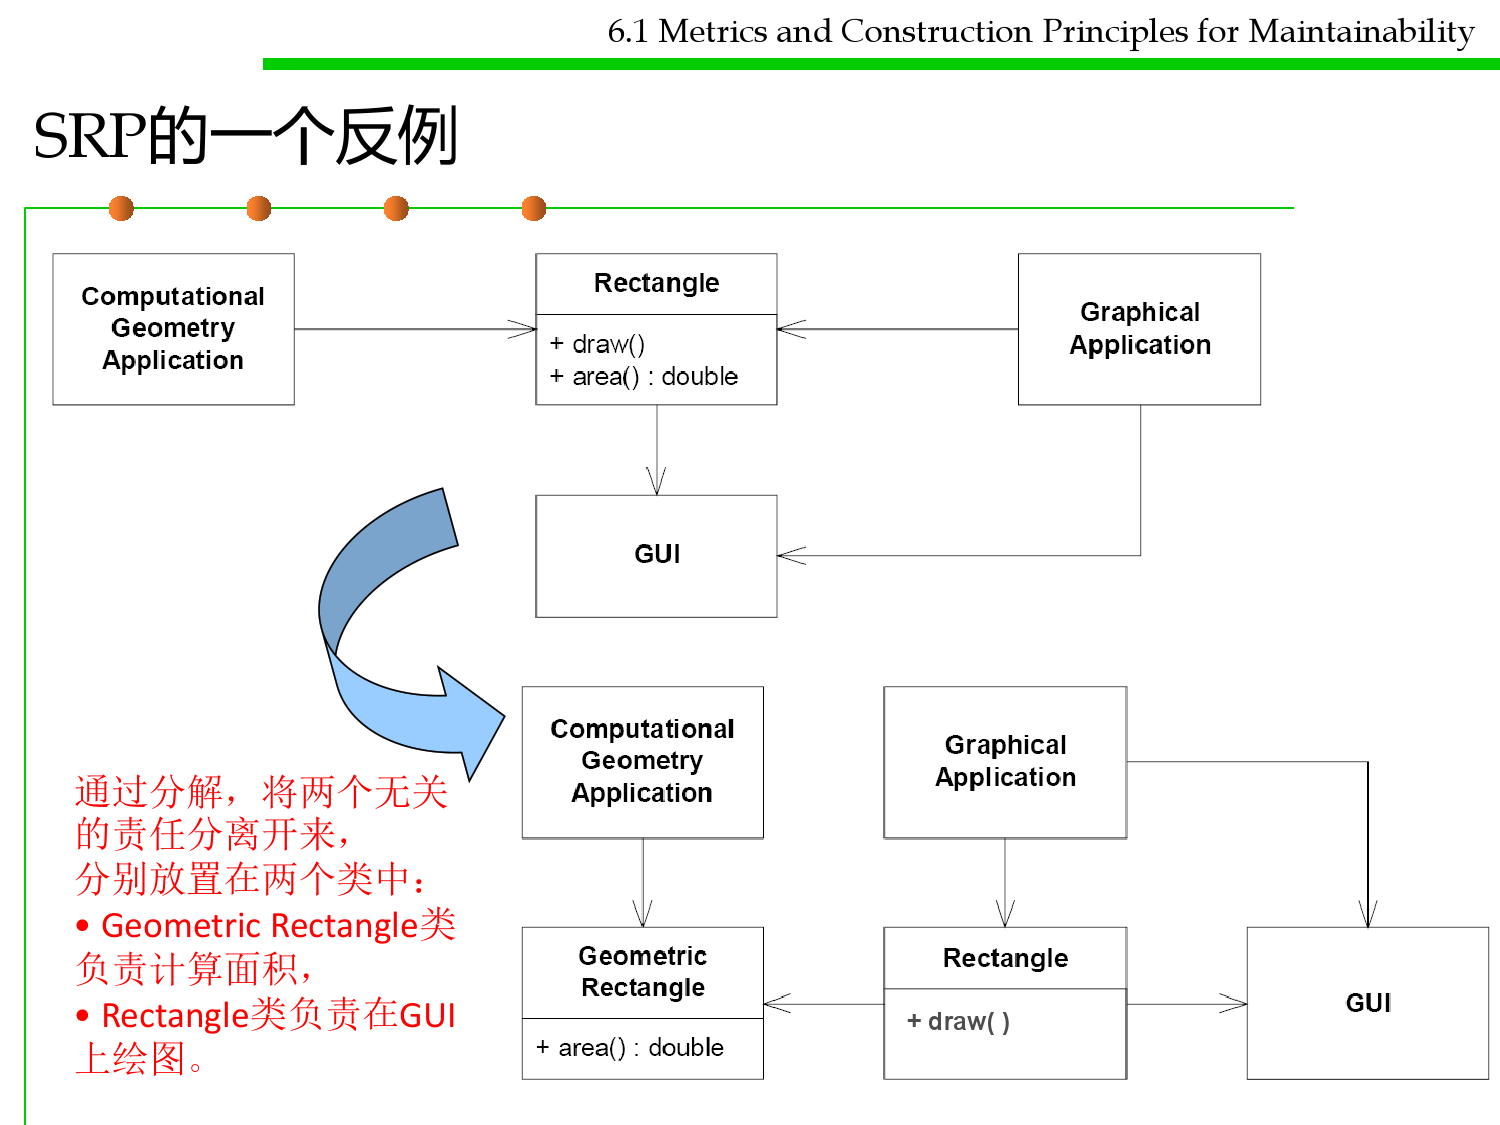 6.1 Metrics and Construction Principles for Maintainability
SRP的一个反例
Computational
Geometry
Application
Rectangle
+ draw()
+ area() : double
Graphical
Application
GUI
Computational
Geometry
Application
Graphical
Application
通过分解，将两个无关
的责任分离开来，
分别放置在两个类中：
• Geometric Rectangle类
负责计算面积，
• Rectangle类负责在GUI
上绘图。
Geometric
Rectangle
+ area() : double
Rectangle
+ draw( )
GUI